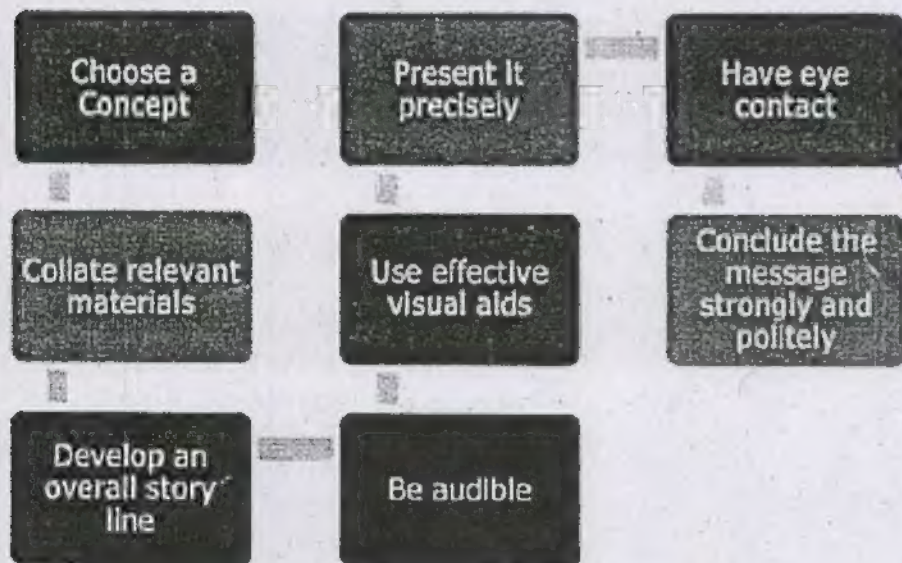 Choose a
Concept
Collate relevant
materials
Develop an
overall story
line
Be audible
Use effective
visual aids
Present it
precisely
Have eye
contact
Conclude the
message
strongly and
politely